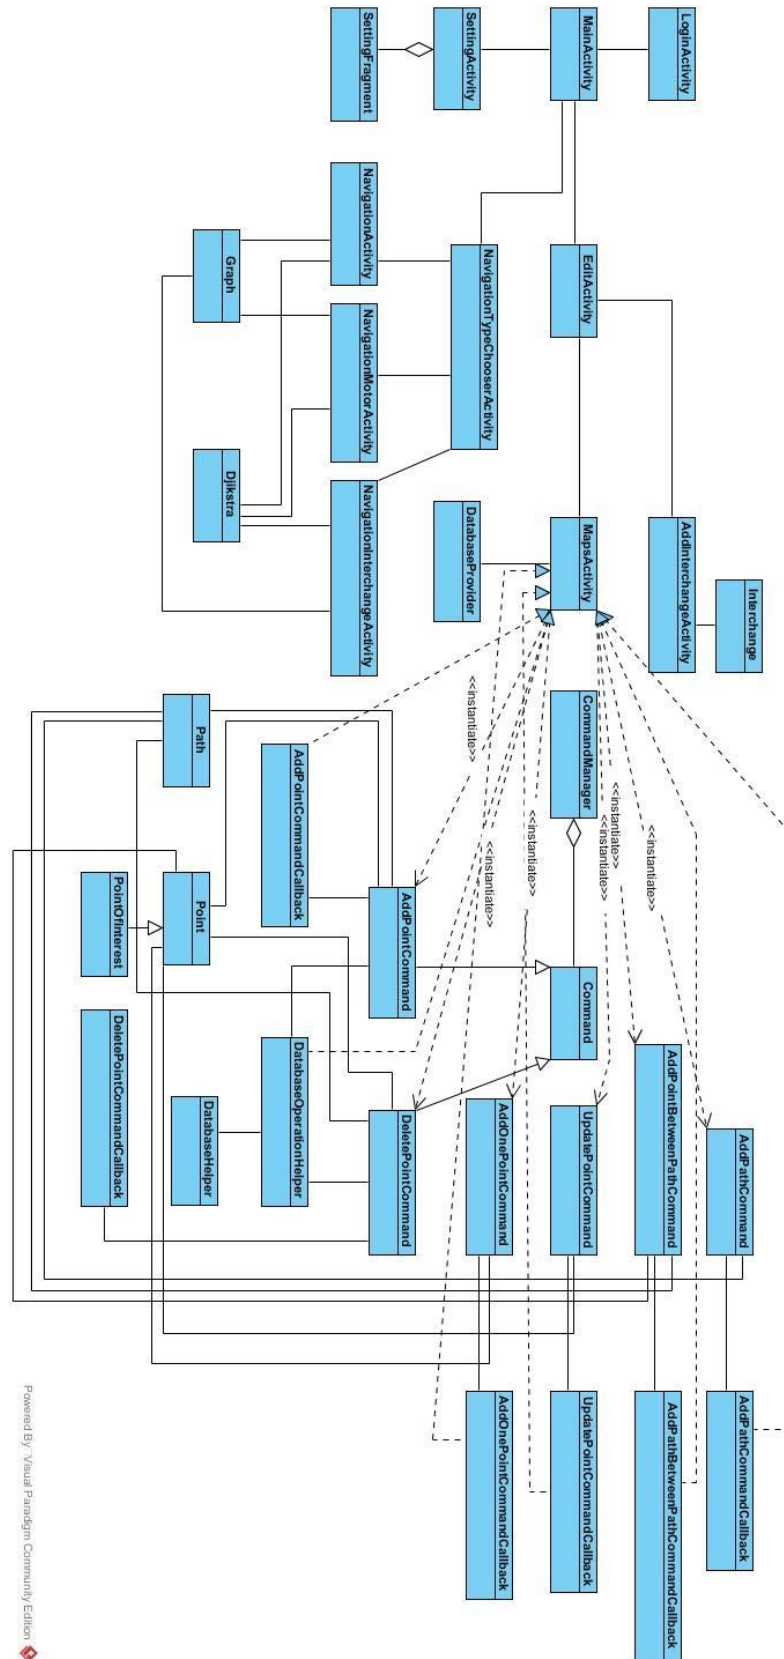 LoginActivity
MainActivity
SettingActivity
SettingFragment
EditActivity
NavigationTypeChooserActivity
NavigationActivity
NavigationMotorActivity
NavigationInterchangeActivity
Graph
Djikstra
Interchange
AddInterchangeActivity
MapsActivity
DatabaseProvider
CommandManager
<<instantiate>>
<<instantiate>>
<<instantiate>>
<<instantiate>>
<<instantiate>>
<<instantiate>>
Path
AddPointCommandCallback
AddPointCommand
Point
PointOfInterest
Command
DatabaseOperationHelper
DatabaseHelper
DeletePointCommandCallback
DeletePointCommand
AddOnePointCommand
UpdatePointCommand
AddPointBetweenPathCommand
AddPathCommand
AddPathCommandCallback
AddPathBetweenPathCommandCallback
UpdatePointCommandCallback
AddOnePointCommandCallback
Powered By Visual Paradigm Community Edition